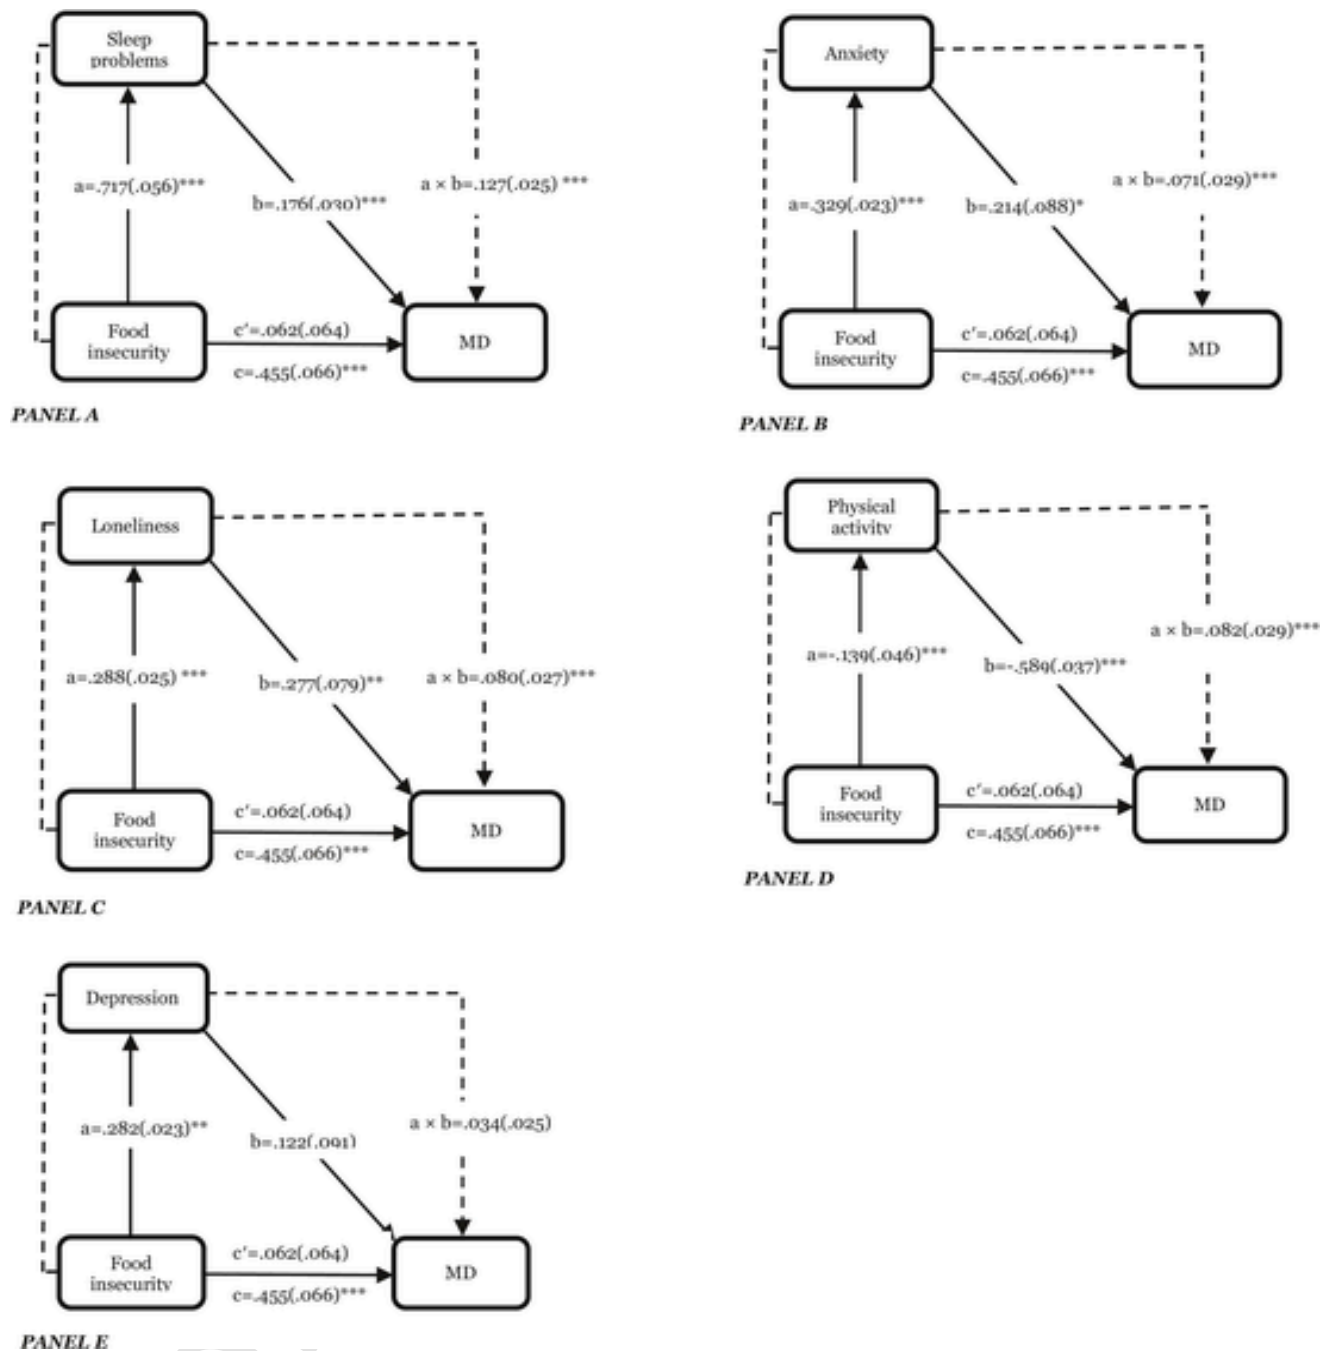 Sleep
problems
a=.717(.056)***
b=.176(.030)***
a × b=.127(.025) ***
Food
insecurity
c'=.062(.064)
c=.455(.066)***
MD
PANEL A
Anxiety
a=.329(.023)***
b=.214(.088)*
a × b=.071(.029)***
Food
insecurity
c'=.062(.064)
c=.455(.066)***
MD
PANEL B
Loneliness
a=.288(.025) ***
b=.277(.079)**
a × b=.080(.027)***
Food
insecurity
c'=.062(.064)
c=.455(.066)***
MD
PANEL C
Physical
activity
a=-.139(.046)***
b=-.589(.037)***
a × b=.082(.029)***
Food
insecurity
c'=.062(.064)
c=.455(.066)***
MD
PANEL D
Depression
a=.282(.023)**
b=.122(.091)
a × b=.034(.025)
Food
insecurity
c'=.062(.064)
c=.455(.066)***
MD
PANEL E